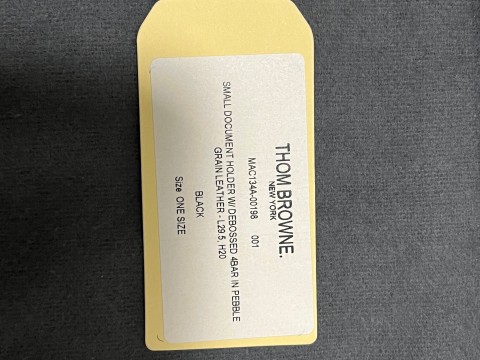 THOM BROWNE.
NEW YORK
MAC134A-00198 001
SMALL DOCUMENT HOLDER W/ DEBOSSED 4BAR IN PEBBLE
GRAIN LEATHER - L29.5, H20
BLACK
Size ONE SIZE